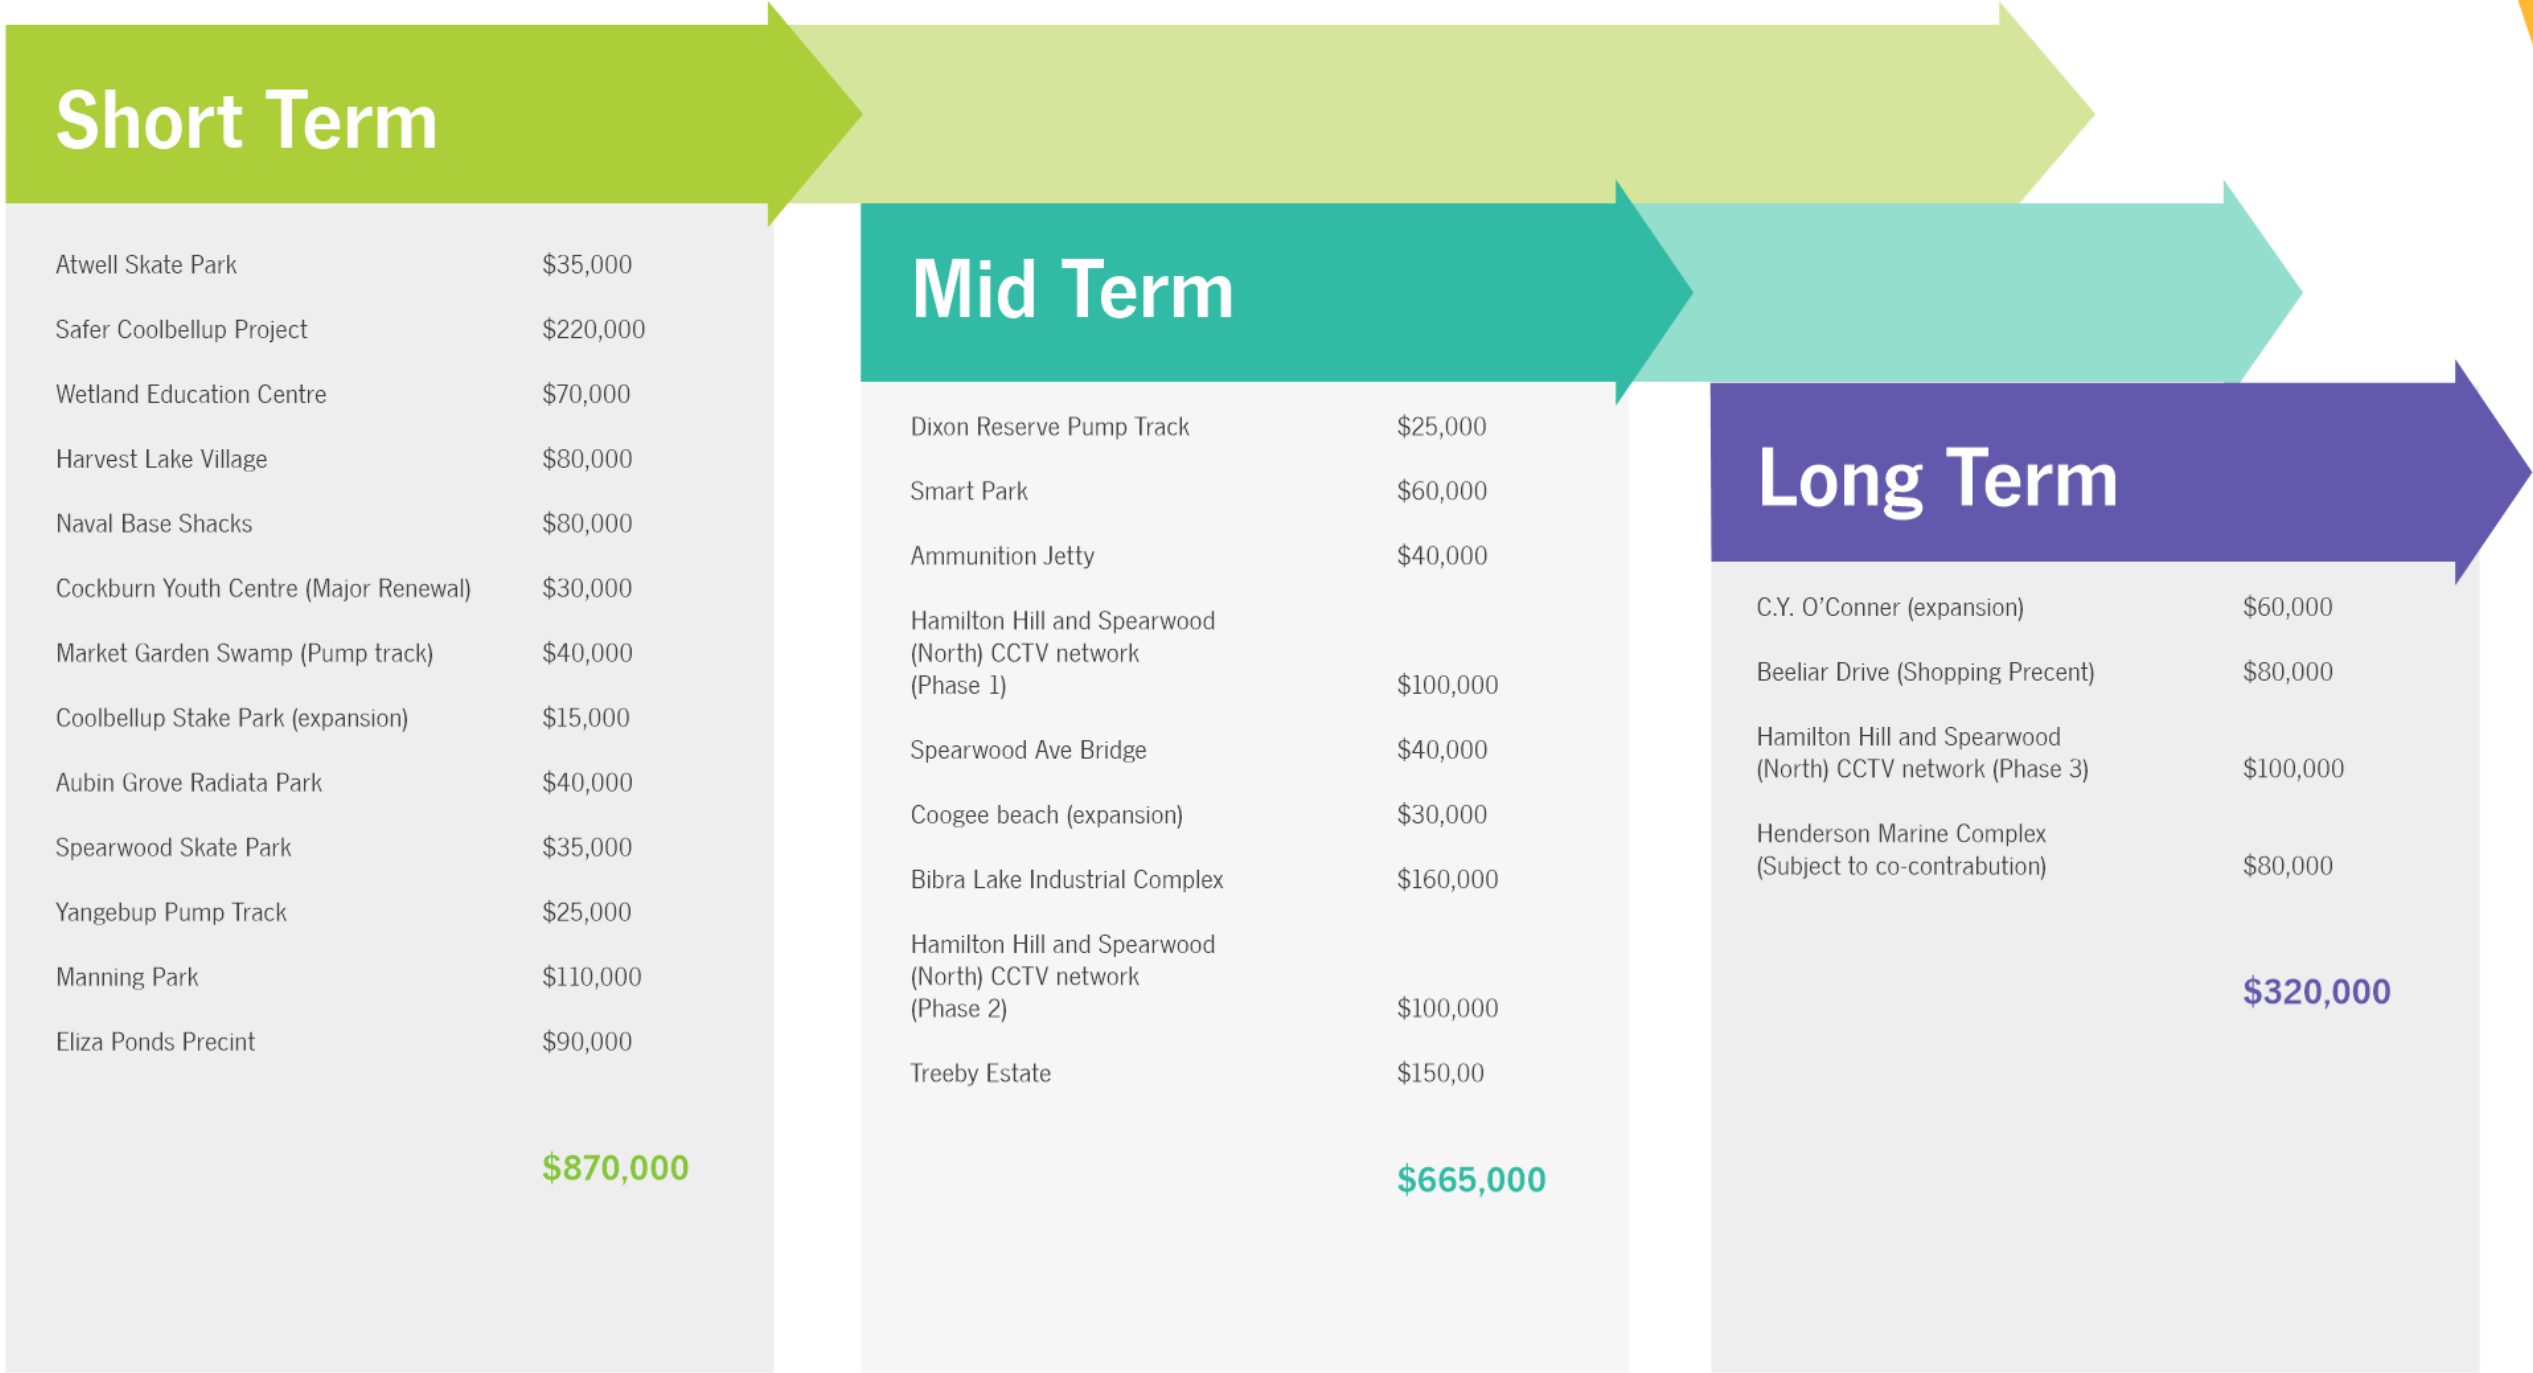 Short Term
Atwell Skate Park $35,000
Safer Coolbellup Project $220,000
Wetland Education Centre $70,000
Harvest Lake Village $80,000
Naval Base Shacks $80,000
Cockburn Youth Centre (Major Renewal) $30,000
Market Garden Swamp (Pump track) $40,000
Coolbellup Stake Park (expansion) $15,000
Aubin Grove Radiata Park $40,000
Spearwood Skate Park $35,000
Yangebup Pump Track $25,000
Manning Park $110,000
Eliza Ponds Precint $90,000
$870,000
Mid Term
Dixon Reserve Pump Track $25,000
Smart Park $60,000
Ammunition Jetty $40,000
Hamilton Hill and Spearwood
(North) CCTV network
(Phase 1) $100,000
Spearwood Ave Bridge $40,000
Coogee beach (expansion) $30,000
Bibra Lake Industrial Complex $160,000
Hamilton Hill and Spearwood
(North) CCTV network
(Phase 2) $100,000
Treeby Estate $150,00
$665,000
Long Term
C.Y. O’Conner (expansion) $60,000
Beeliar Drive (Shopping Precent) $80,000
Hamilton Hill and Spearwood
(North) CCTV network (Phase 3) $100,000
Henderson Marine Complex
(Subject to co-contrabution) $80,000
$320,000